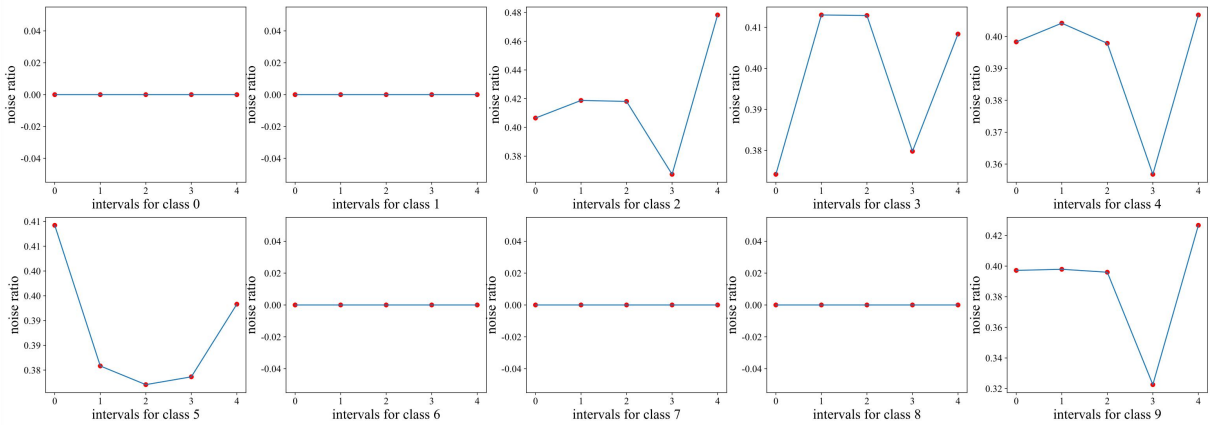 0.04
0.02
0.00
-0.02
-0.04
noise ratio
0 1 2 3 4
intervals for class 0
0.04
0.02
0.00
-0.02
-0.04
noise ratio
0 1 2 3 4
intervals for class 1
0.48
0.46
0.44
0.42
0.40
0.38
noise ratio
0 1 2 3 4
intervals for class 2
0.41
0.40
0.39
0.38
noise ratio
0 1 2 3 4
intervals for class 3
0.40
0.39
0.38
0.37
0.36
noise ratio
0 1 2 3 4
intervals for class 4
0.41
0.41
0.40
0.40
0.39
0.38
0.38
noise ratio
0 1 2 3 4
intervals for class 5
0.04
0.02
0.00
-0.02
-0.04
noise ratio
0 1 2 3 4
intervals for class 6
0.04
0.02
0.00
-0.02
-0.04
noise ratio
0 1 2 3 4
intervals for class 7
0.04
0.02
0.00
-0.02
-0.04
noise ratio
0 1 2 3 4
intervals for class 8
0.42
0.40
0.38
0.36
0.34
0.32
noise ratio
0 1 2 3 4
intervals for class 9